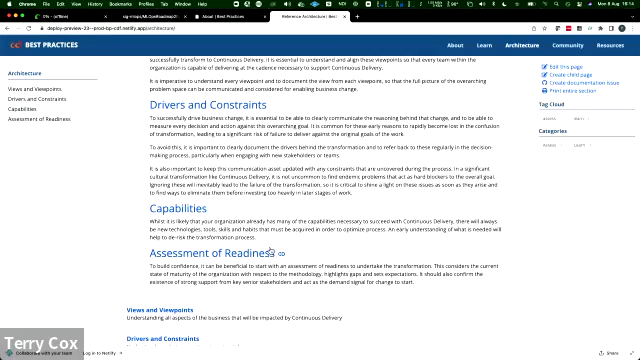 Chrome File Edit View History Bookmarks Profiles Tab Window Help
Mon 8 Aug 18:14
sig-mlops/MLOpsRoadmap20
About | Best Practices
Reference Architecture | Best
deploy-preview-23--prod-bp-cdf.netlify.app/architecture/
BEST PRACTICES
About Learn Architecture Community Resources
Architecture
Views and Viewpoints
Drivers and Constraints
Capabilities
Assessment of Readiness
successfully transform to Continuous Delivery. It is essential to understand and align these viewpoints so that every team within the
organization is capable of delivering at the cadence necessary to support Continuous Delivery.
It is imperative to understand every viewpoint and to document the view from each viewpoint, so that the full picture of the overarching
problem space can be communicated and considered for enabling business change.
Drivers and Constraints
To successfully drive business change, it is essential to be able to clearly communicate the reasoning behind that change, and to be able to
measure every decision and action against this overarching goal. It is common for these early reasons to rapidly become lost in the confusion
of transformation, leading to a significant risk of failure to deliver against the original goals of the work.
To avoid this, it is important to clearly document the drivers behind the transformation and to refer back to these regularly in the decision-
making process, particularly when engaging with new stakeholders or teams.
It is also important to keep this communication asset updated with any constraints that are uncovered during the process. In a significant
cultural transformation like Continuous Delivery, it is not uncommon to find endemic problems that act as hard blockers to the overall goal.
Ignoring these will inevitably lead to the failure of the transformation, so it is critical to shine a light on these issues as soon as they arise and
to find ways to eliminate them before investing too heavily in later stages of work.
Capabilities
Whilst it is likely that your organization already has many of the capabilities necessary to succeed with Continuous Delivery, there will always
be new technologies, tools, skills and habits that must be acquired in order to optimize process. An early understanding of what is needed will
help to de-risk the transformation process.
Assessment of Readiness
To build confidence, it can be beneficial to start with an assessment of readiness to undertake the transformation. This considers the current
state of maturity of the organization with respect to the methodology, highlights gaps and sets expectations. It should also confirm the
existence of strong support from key senior stakeholders and act as the demand signal for change to start.
Views and Viewpoints
Understanding all aspects of the business that will be impacted by Continuous Delivery
Drivers and Constraints
Edit this page
Create child page
Create documentation issue
Print entire section
Tag Cloud
Categories
Terry Cox
Collaborate with your team
Log in to Netlify
Share